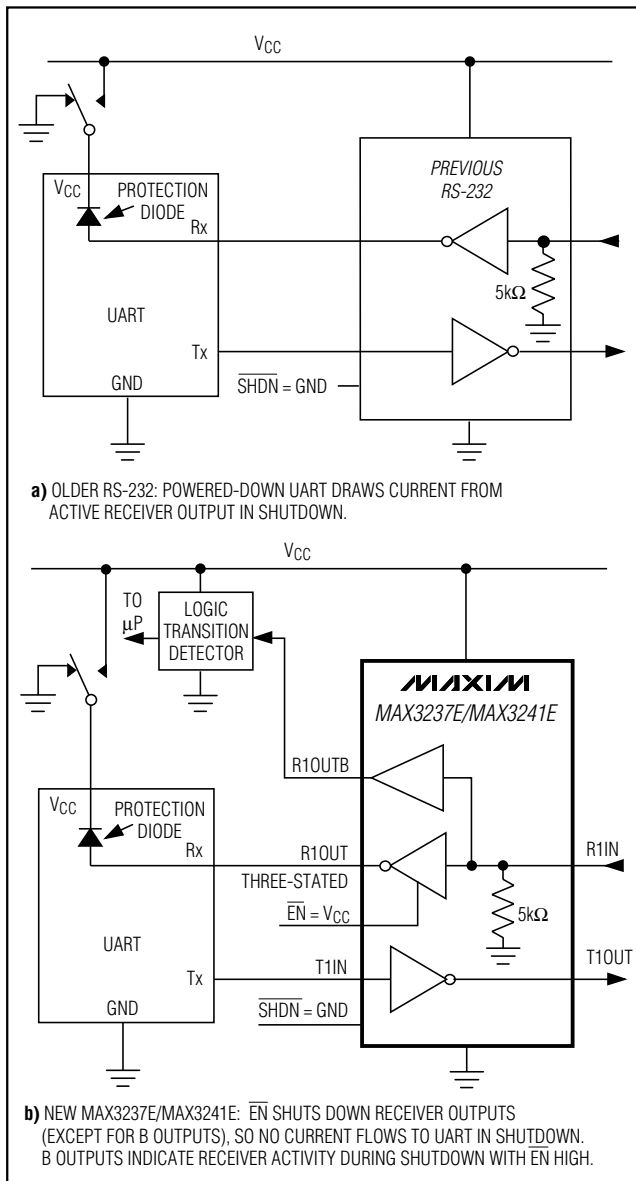 VCC
PREVIOUS
RS-232
VCC
PROTECTION
DIODE
Rx
5kΩ
UART
Tx
GND
SHDN = GND
a) OLDER RS-232: POWERED-DOWN UART DRAWS CURRENT FROM
ACTIVE RECEIVER OUTPUT IN SHUTDOWN.
VCC
TO
μP
LOGIC
TRANSITION
DETECTOR
MAXIM
MAX3237E/MAX3241E
R1OUTB
VCC
PROTECTION
DIODE
Rx
R1OUT
R1IN
THREE-STATED
EN = VCC
5kΩ
UART
Tx
T1IN
T1OUT
GND
SHDN = GND
b) NEW MAX3237E/MAX3241E: EN SHUTS DOWN RECEIVER OUTPUTS
(EXCEPT FOR B OUTPUTS), SO NO CURRENT FLOWS TO UART IN SHUTDOWN.
B OUTPUTS INDICATE RECEIVER ACTIVITY DURING SHUTDOWN WITH EN HIGH.